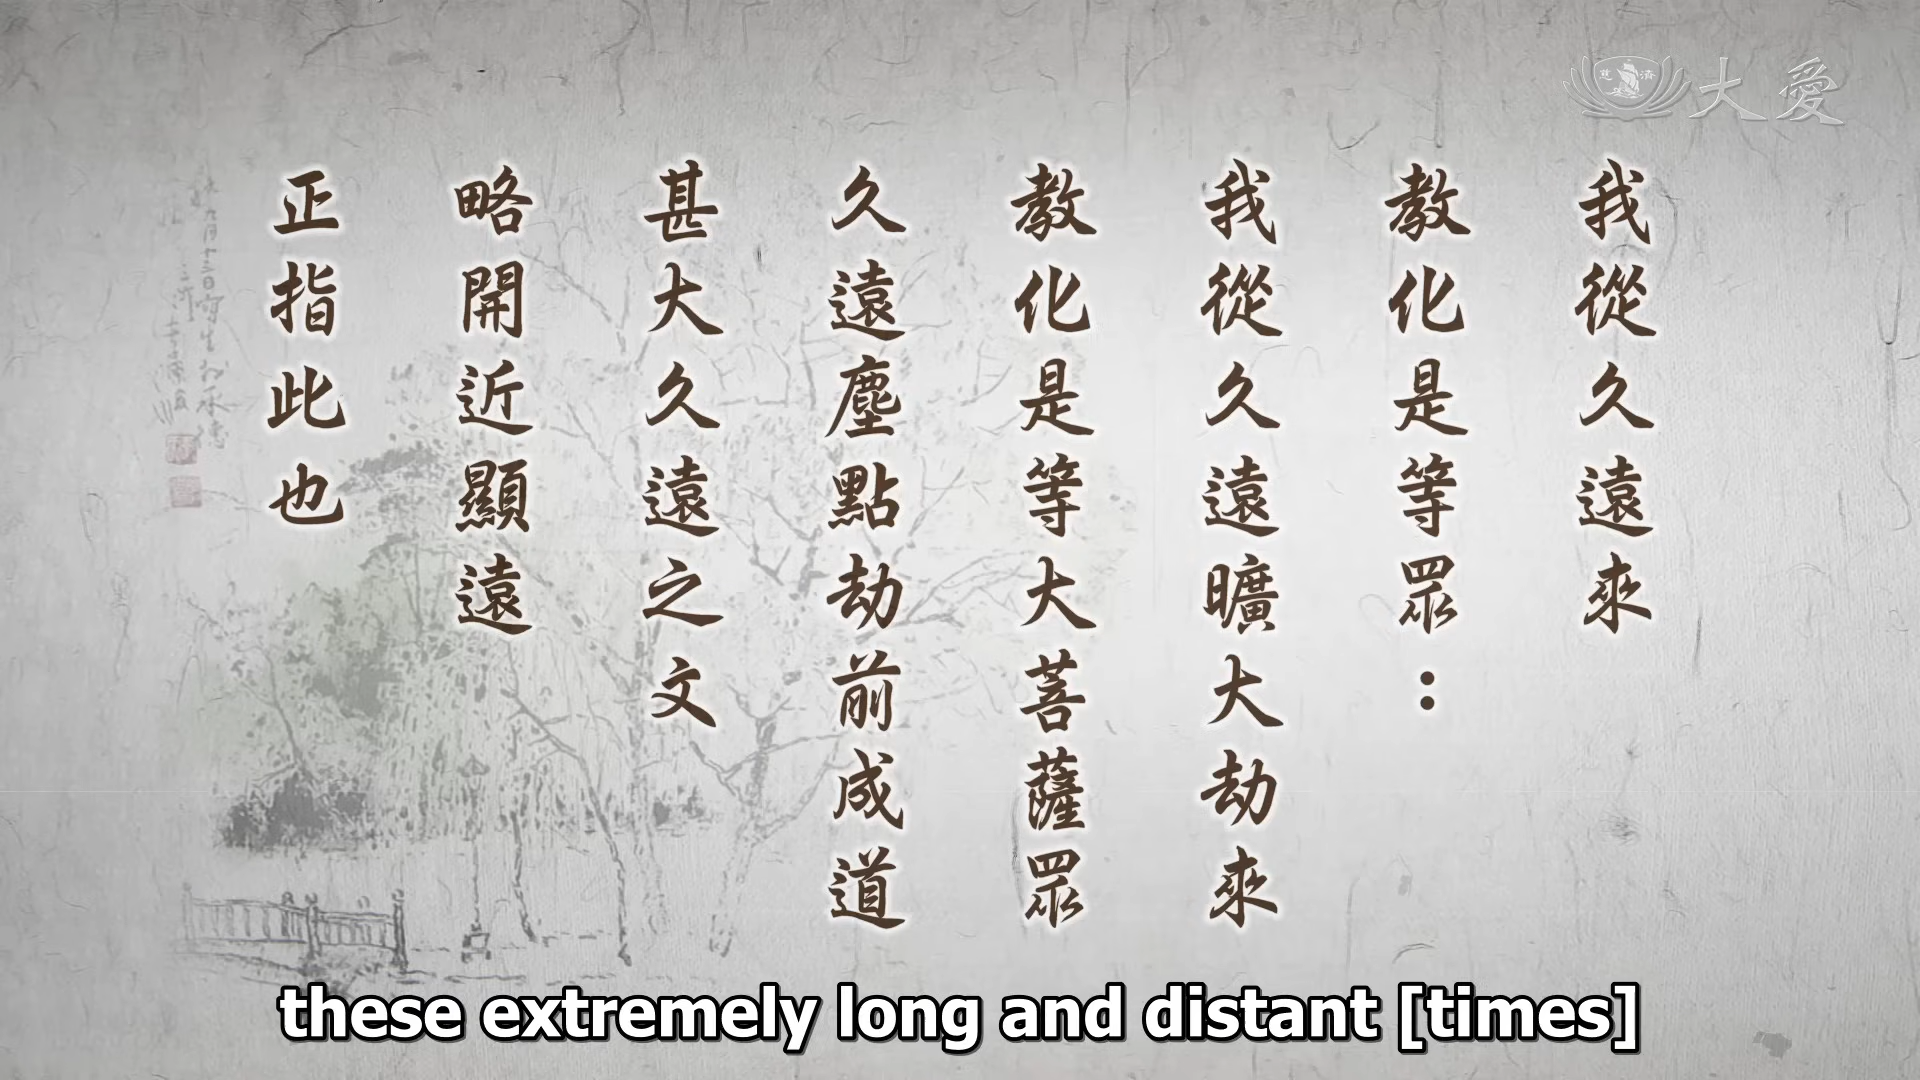 慈濟
大愛
我從久遠來
教化是等眾：
我從久遠曠大劫來
教化是等大菩薩眾
久遠塵點劫前成道
甚大久遠之文
略開近顯遠
正指此也
these extremely long and distant [times]